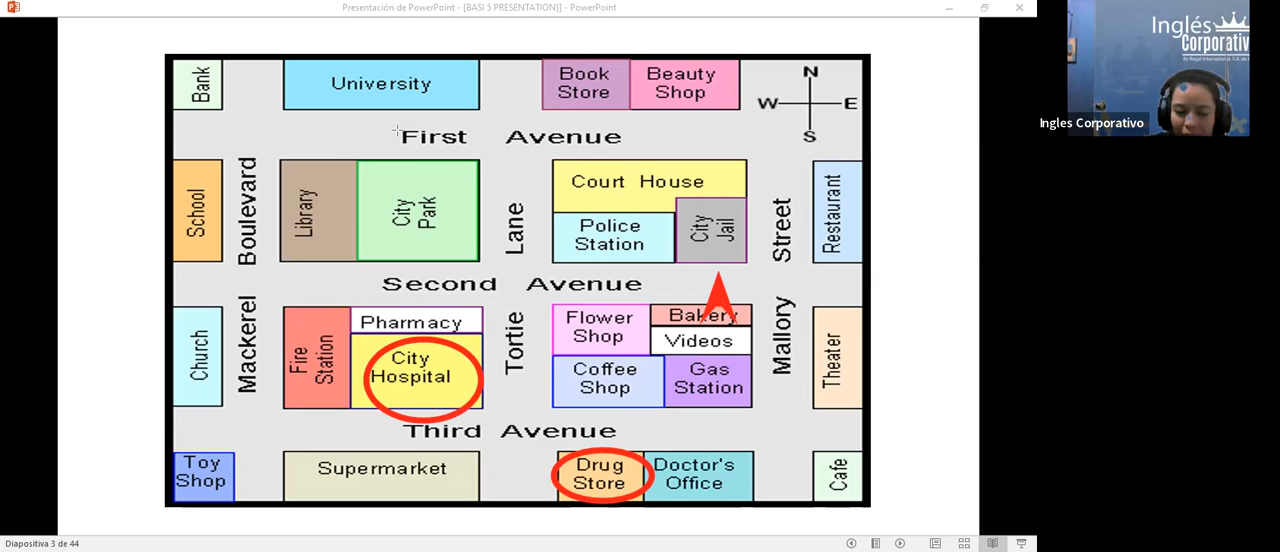 Presentación de PowerPoint - [BASI 5 PRESENTATION)] - PowerPoint
Inglés
Corporativo
Ingles Corporativo
Bank
University
Book
Store
Beauty
Shop
N
W
E
S
First Avenue
School
Boulevard
Library
City
Park
Lane
Court House
Police
Station
City
Jail
Street
Restaurant
Second Avenue
Church
Mackerel
Fire
Station
Pharmacy
City
Hospital
Tortie
Flower
Shop
Bakery
Videos
Coffee
Shop
Gas
Station
Mallory
Theater
Third Avenue
Toy
Shop
Supermarket
Drug
Store
Doctor's
Office
Cafe
Diapositiva 3 de 44